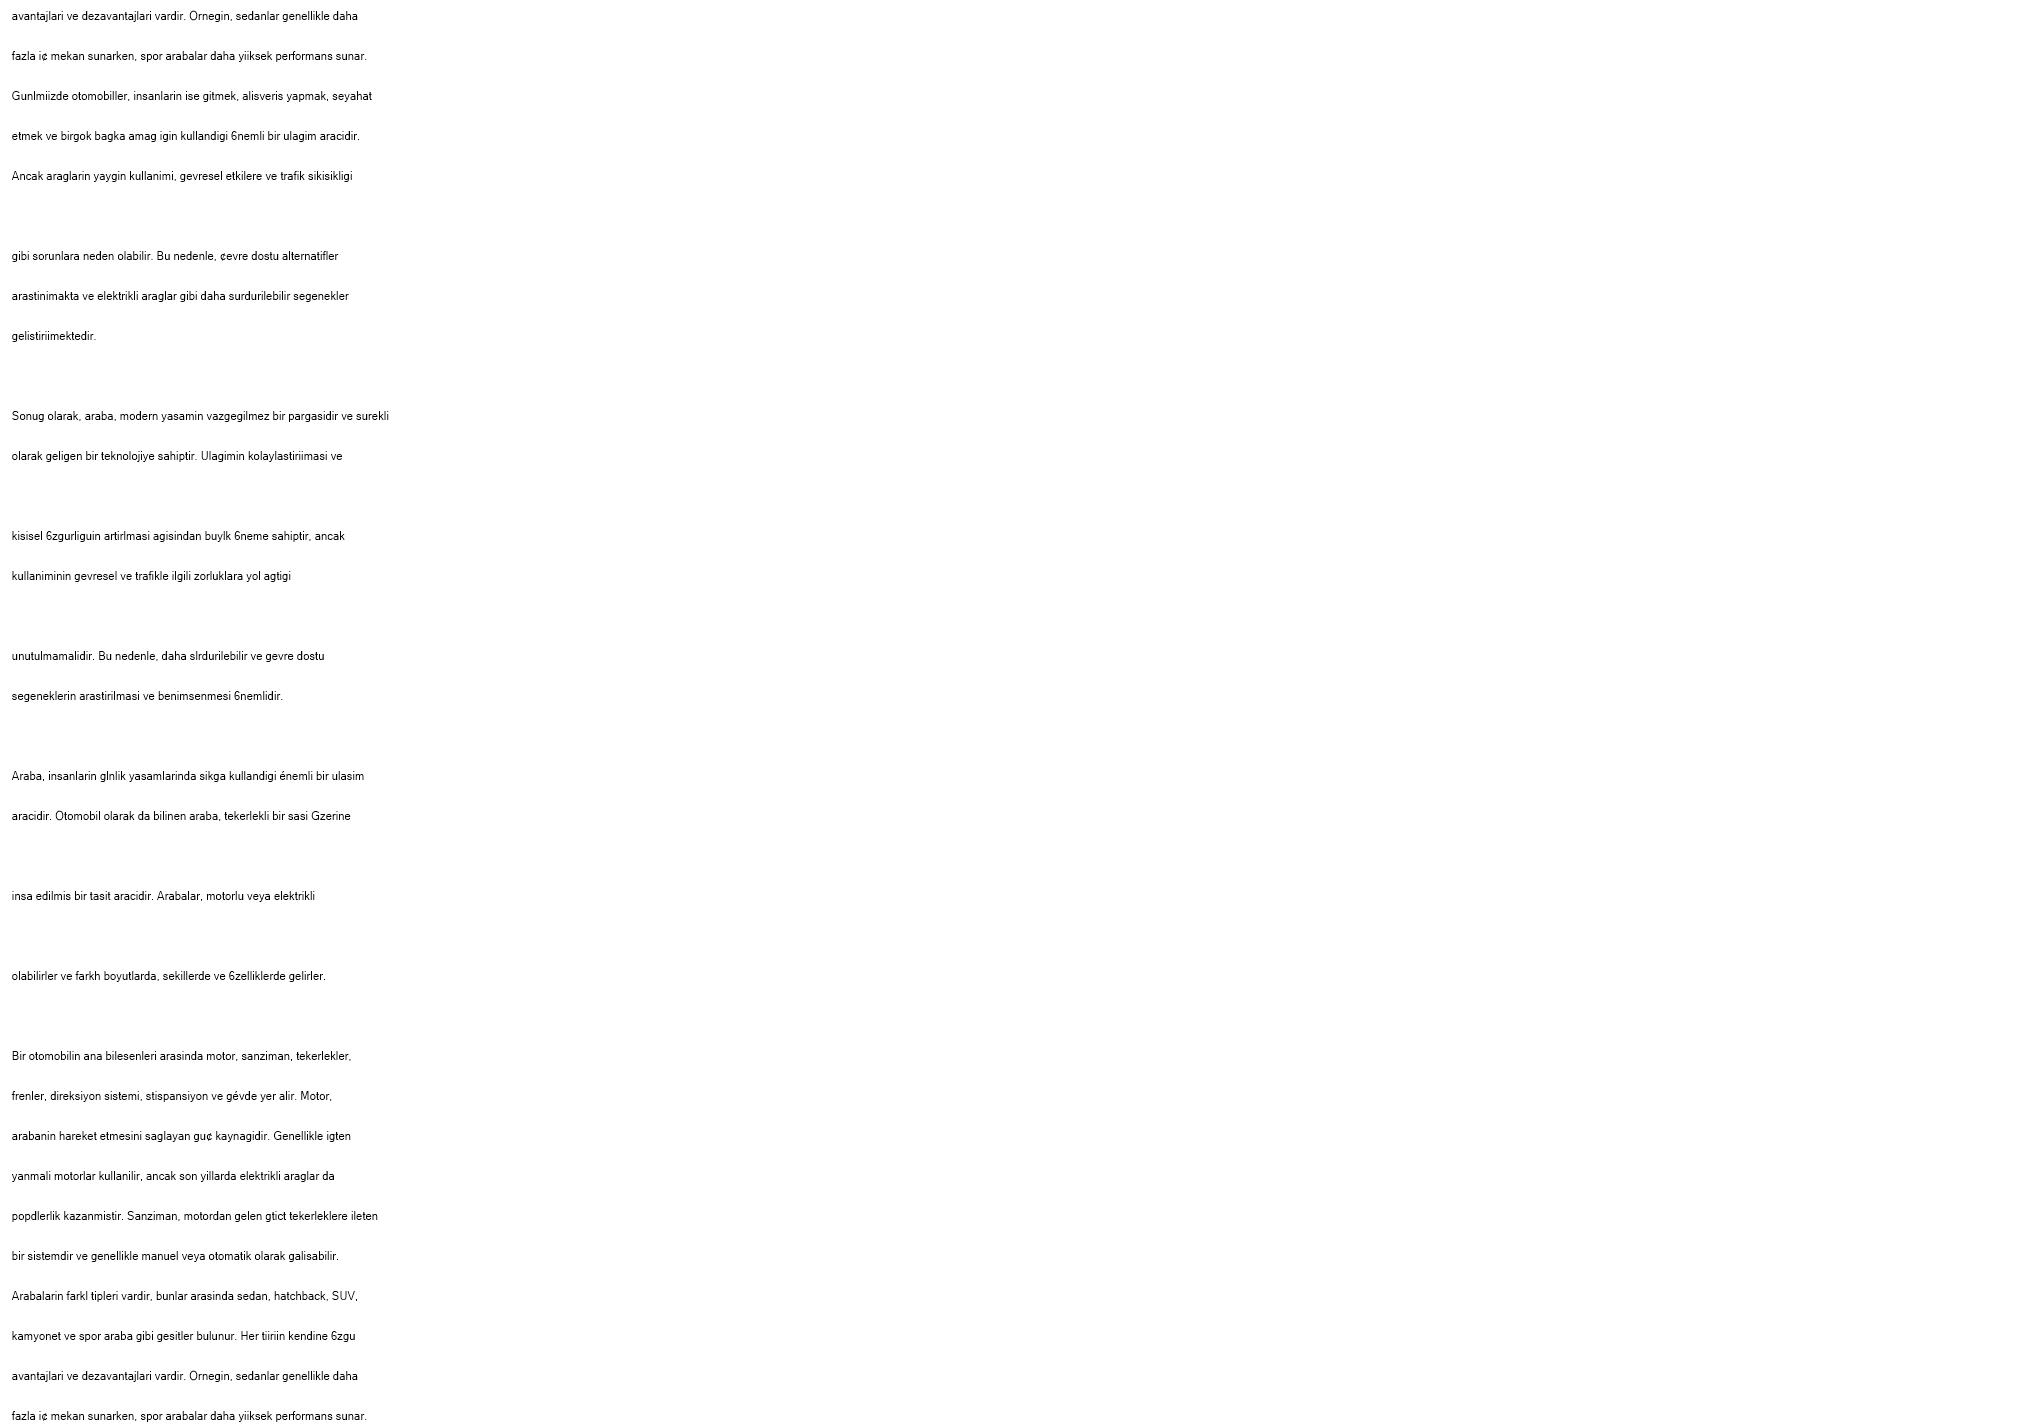 avantajlari ve dezavantajlari vardir. Ornegin, sedanlar genellikle daha
fazla i¢ mekan sunarken, spor arabalar daha yiiksek performans sunar.
Gunlmiizde otomobiller, insanlarin ise gitmek, alisveris yapmak, seyahat
etmek ve birgok bagka amag igin kullandigi 6nemli bir ulagim aracidir.
Ancak araglarin yaygin kullanimi, gevresel etkilere ve trafik sikisikligi
gibi sorunlara neden olabilir. Bu nedenle, ¢evre dostu alternatifler
arastinimakta ve elektrikli araglar gibi daha surdurilebilir segenekler
gelistiriimektedir.
Sonug olarak, araba, modern yasamin vazgegilmez bir pargasidir ve surekli
olarak geligen bir teknolojiye sahiptir. Ulagimin kolaylastiriimasi ve
kisisel 6zgurliguin artirlmasi agisindan buylk 6neme sahiptir, ancak
kullaniminin gevresel ve trafikle ilgili zorluklara yol agtigi
unutulmamalidir. Bu nedenle, daha slrdurilebilir ve gevre dostu
segeneklerin arastirilmasi ve benimsenmesi 6nemlidir.
Araba, insanlarin glnlik yasamlarinda sikga kullandigi énemli bir ulasim
aracidir. Otomobil olarak da bilinen araba, tekerlekli bir sasi Gzerine
insa edilmis bir tasit aracidir. Arabalar, motorlu veya elektrikli
olabilirler ve farkh boyutlarda, sekillerde ve 6zelliklerde gelirler.
Bir otomobilin ana bilesenleri arasinda motor, sanziman, tekerlekler,
frenler, direksiyon sistemi, stispansiyon ve gévde yer alir. Motor,
arabanin hareket etmesini saglayan gu¢ kaynagidir. Genellikle igten
yanmali motorlar kullanilir, ancak son yillarda elektrikli araglar da
popdlerlik kazanmistir. Sanziman, motordan gelen gtict tekerleklere ileten
bir sistemdir ve genellikle manuel veya otomatik olarak galisabilir.
Arabalarin farkl tipleri vardir, bunlar arasinda sedan, hatchback, SUV,
kamyonet ve spor araba gibi gesitler bulunur. Her tiiriin kendine 6zgu
avantajlari ve dezavantajlari vardir. Ornegin, sedanlar genellikle daha
fazla i¢ mekan sunarken, spor arabalar daha yiiksek performans sunar.